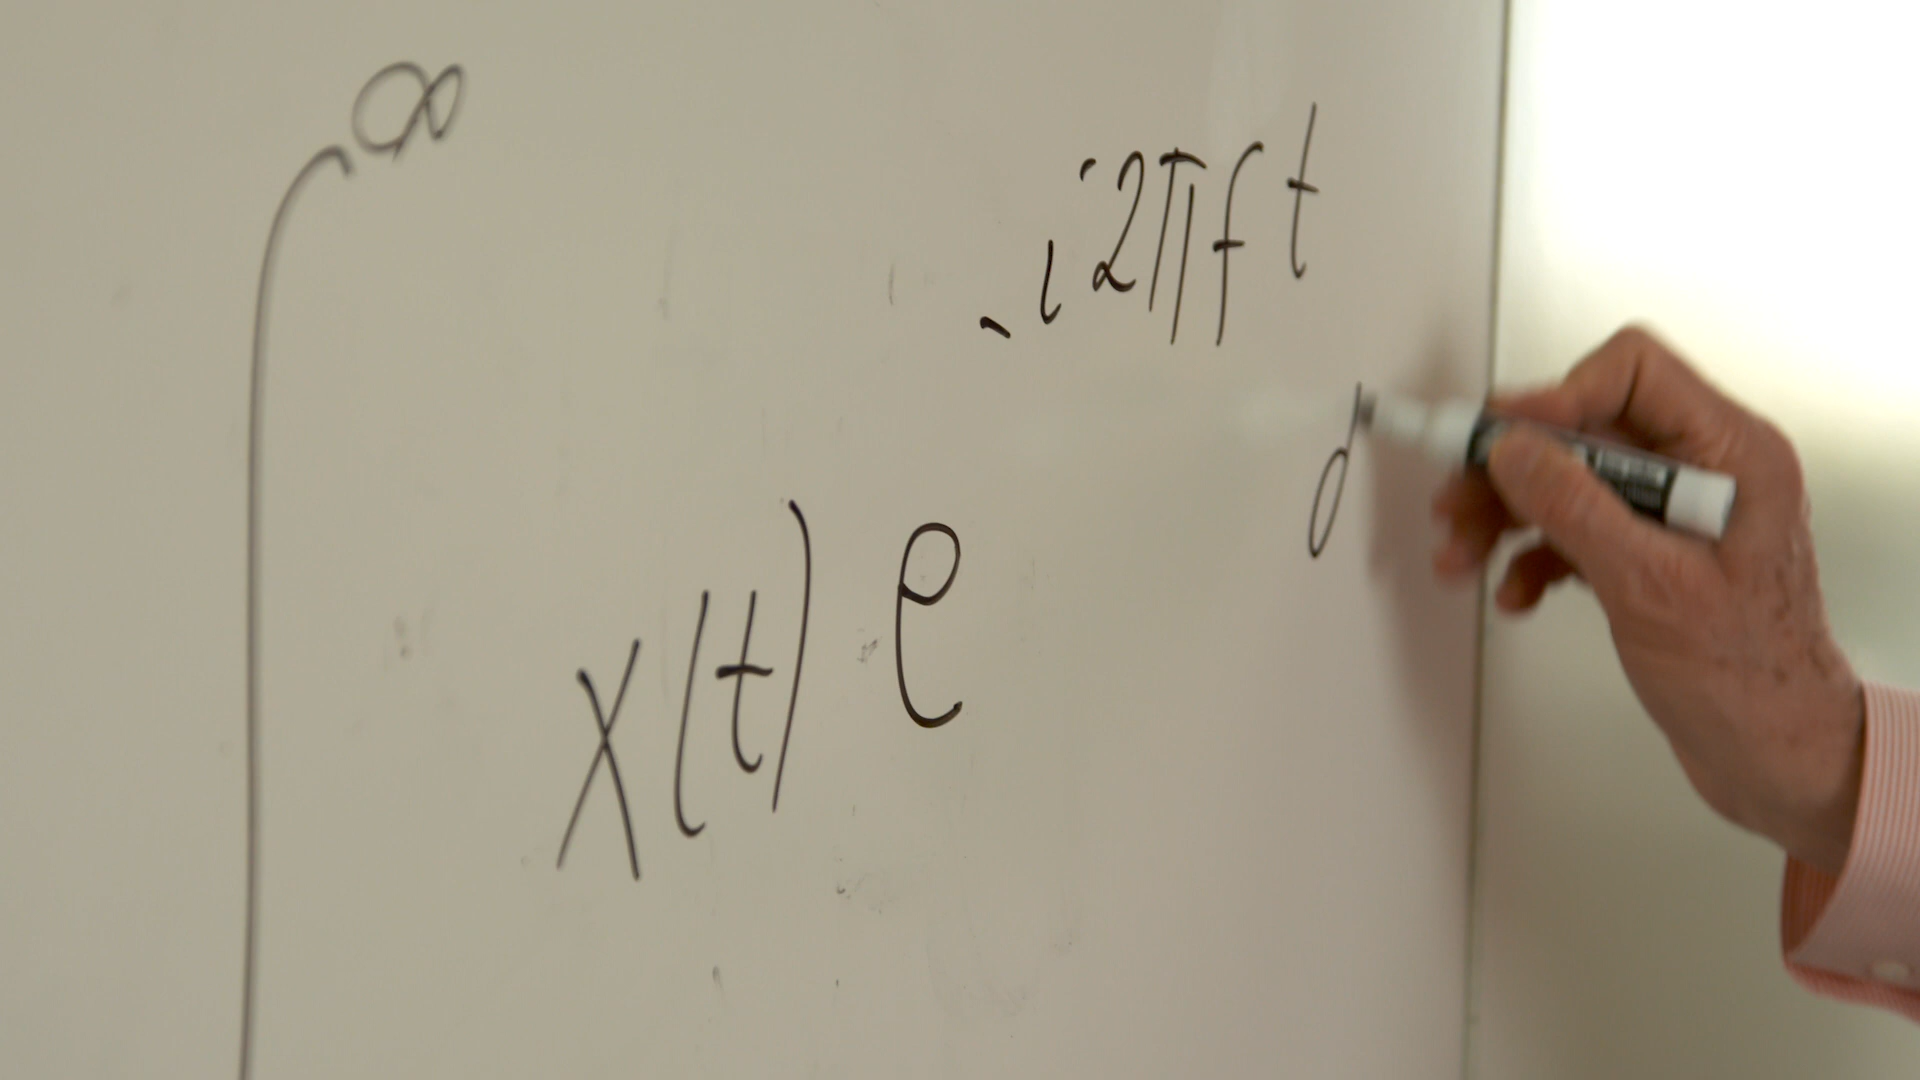 ∫^∞ x(t) e^{-i2πft} d